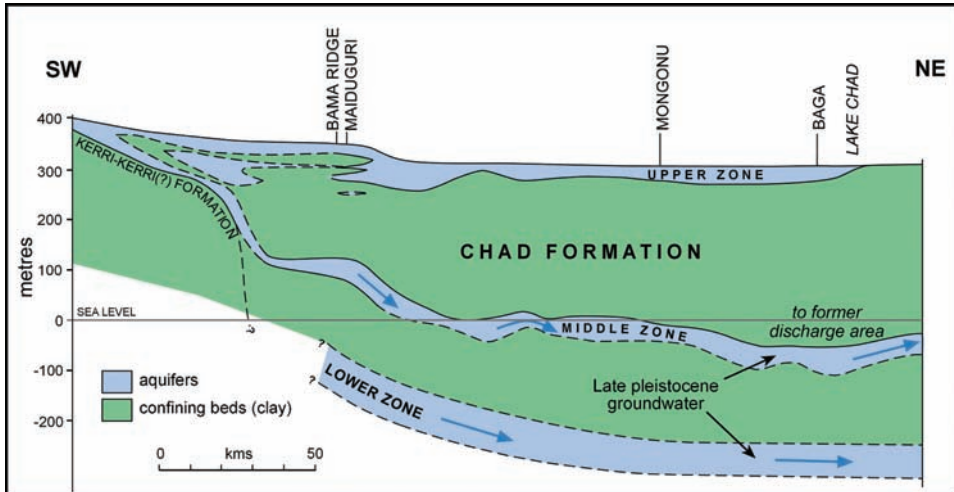 SW
NE
BAMA RIDGE
MAIDUGURI
MONGONU
BAGA
LAKE CHAD
400
300
200
100
0
-100
-200
metres
KERRI-KERRI(?) FORMATION
UPPER ZONE
CHAD FORMATION
SEA LEVEL
?
MIDDLE ZONE
to former
discharge area
?
?
LOWER ZONE
Late pleistocene
groundwater
aquifers
confining beds (clay)
0 kms 50